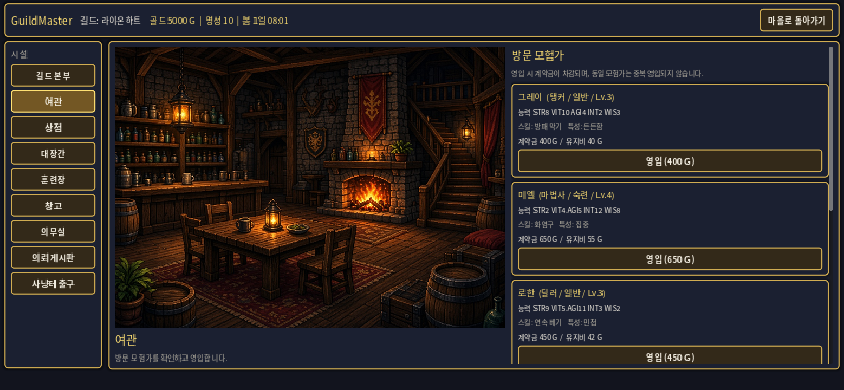 GuildMaster 길드: 라이온하트 골드 5000 G | 명성 10 | 봄 1일 08:01 마을로 돌아가기
시설
길드 본부
여관
상점
대장간
훈련장
창고
의무실
의뢰 게시판
사냥터 출구
여관
방문 모험가를 확인하고 영입합니다.
방문 모험가
영입 시 계약금이 차감되며, 동일 모험가는 중복 영입되지 않습니다.
그레이 (탱커 / 일반 / Lv.3)
능력 STR8 VIT10 AGI4 INT2 WIS3
스킬: 방패 막기 특성: 든든함
계약금 400 G / 유지비 40 G
영입 (400 G)
미엘 (마법사 / 숙련 / Lv.4)
능력 STR2 VIT4 AGI5 INT12 WIS8
스킬: 화염구 특성: 집중
계약금 650 G / 유지비 55 G
영입 (650 G)
로한 (딜러 / 일반 / Lv.3)
능력 STR9 VIT5 AGI11 INT3 WIS2
스킬: 연속 베기 특성: 민첩
계약금 450 G / 유지비 42 G
영입 (450 G)